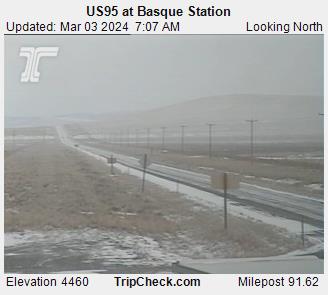 US95 at Basque Station
Updated: Mar 03 2024 7:07 AM Looking North
Elevation 4460 TripCheck.com Milepost 91.62